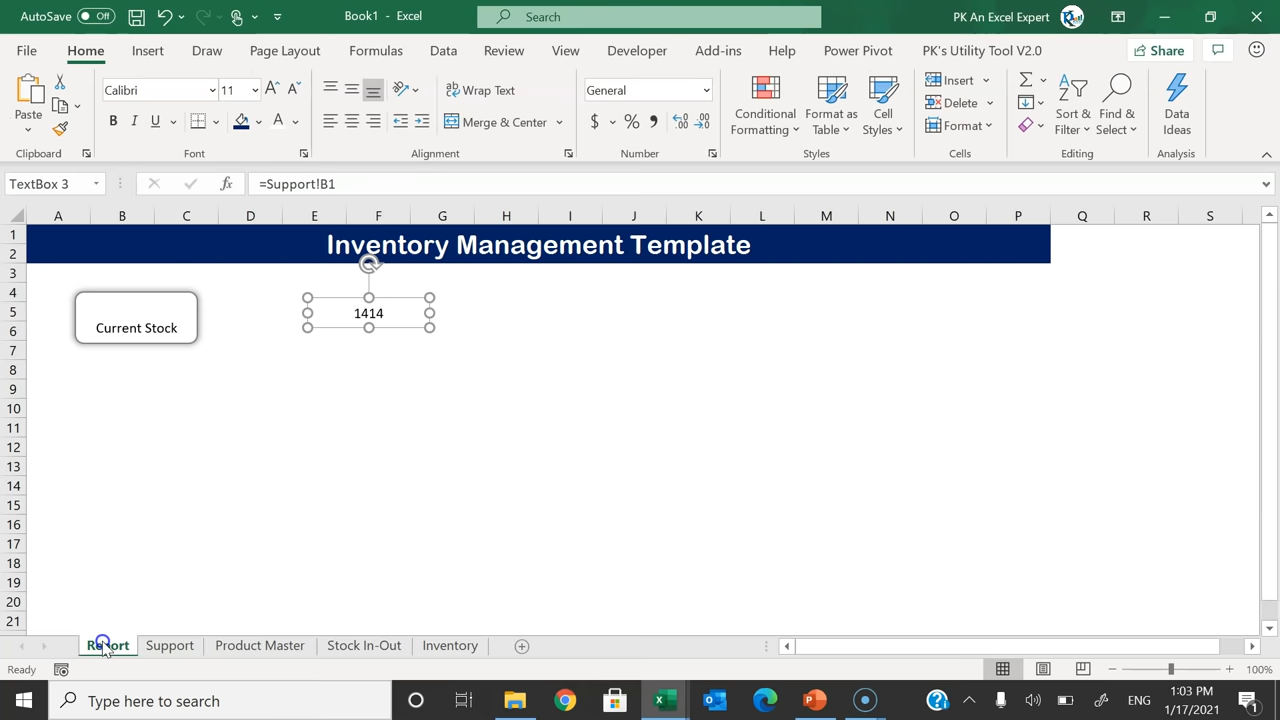 AutoSave Off Book1 - Excel Search PK An Excel Expert
File Home Insert Draw Page Layout Formulas Data Review View Developer Add-ins Help Power Pivot PK's Utility Tool V2.0 Share
Paste Calibri 11 Wrap Text General Conditional Formatting Format as Table Cell Styles Insert Sort & Filter Find & Select Data Ideas
B I U Merge & Center $ % Delete
Format
Clipboard Font Alignment Number Styles Cells Editing Analysis
TextBox 3 fx =Support!B1
A B C D E F G H I J K L M N O P Q R S
1
Inventory Management Template
2
3
4
5 1414
6 Current Stock
7
8
9
10
11
12
13
14
15
16
17
18
19
20
21
Report Support Product Master Stock In-Out Inventory
Ready 100%
Type here to search ENG 1:03 PM
1/17/2021 1